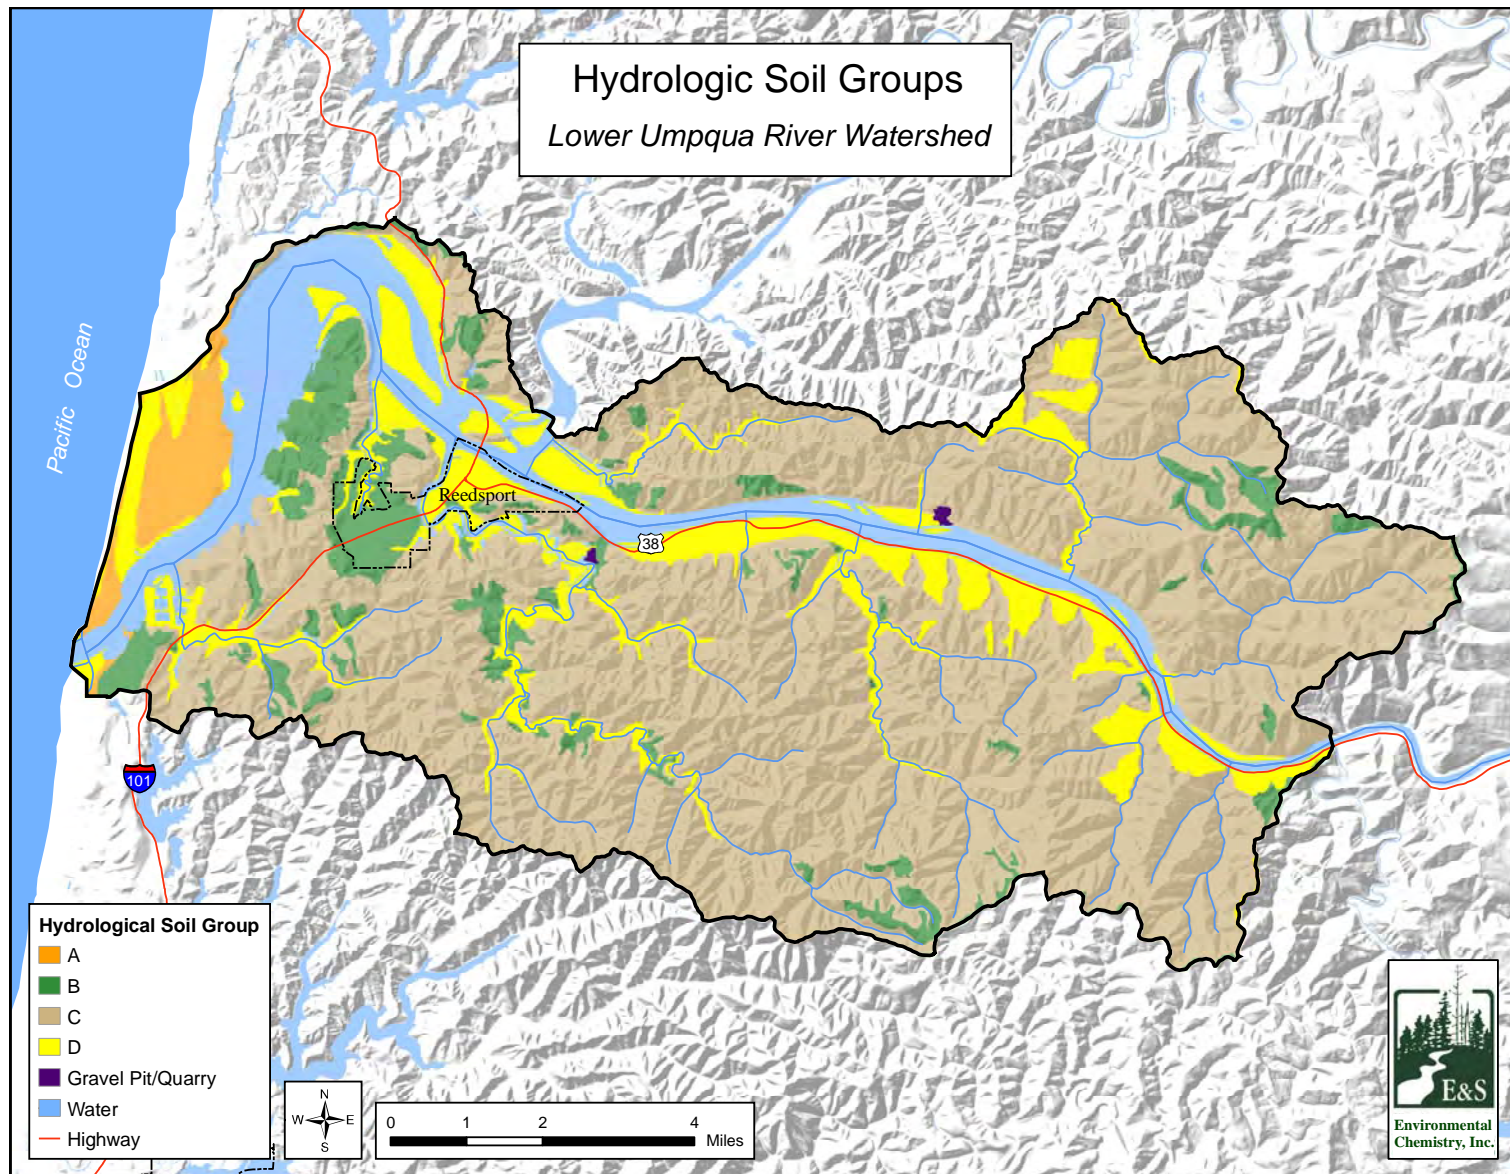 Hydrologic Soil Groups
Lower Umpqua River Watershed
Pacific Ocean
Reedsport
38
101
Hydrological Soil Group
A
B
C
D
Gravel Pit/Quarry
Water
Highway
N
W E
S
0 1 2 4
Miles
E&S
Environmental
Chemistry, Inc.